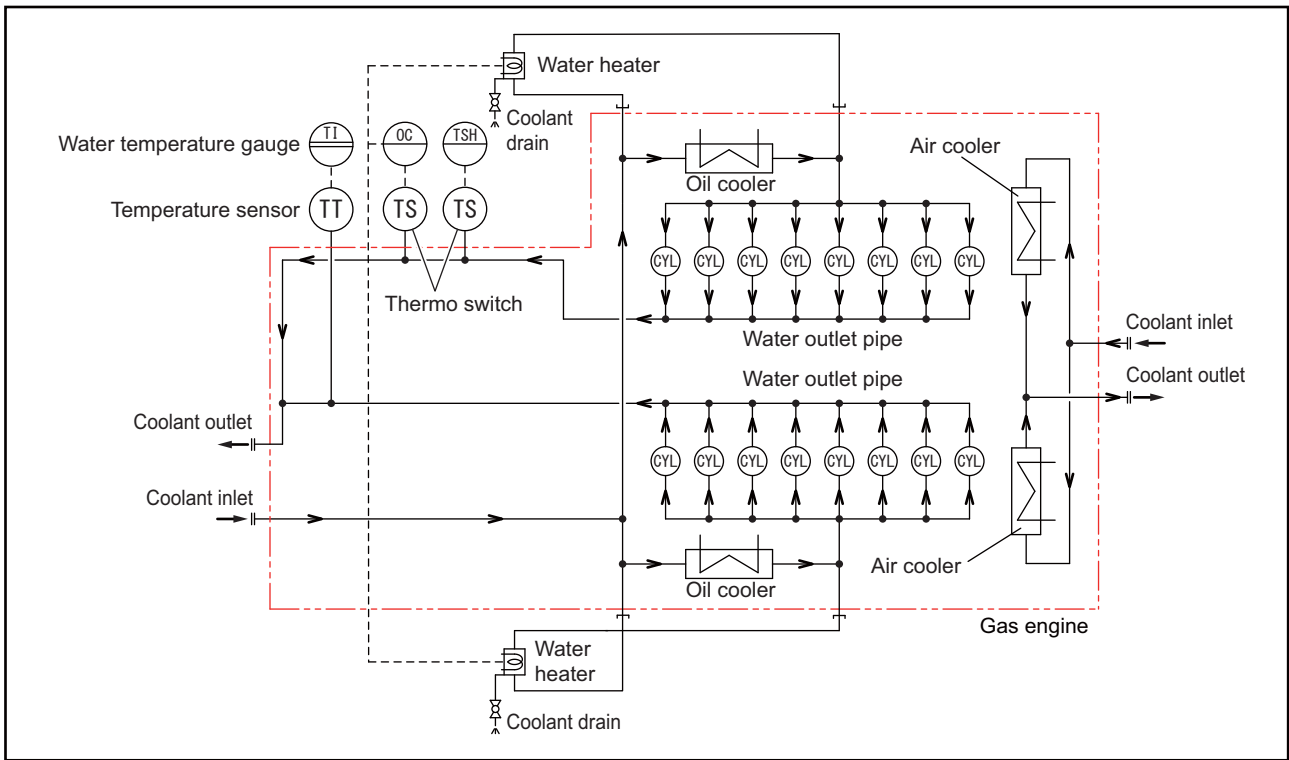 Water heater
Coolant
drain
Water temperature gauge
TI
OC
TSH
Air cooler
Oil cooler
Temperature sensor
TT
TS
TS
CYL
CYL
CYL
CYL
CYL
CYL
CYL
CYL
Thermo switch
Water outlet pipe
Coolant inlet
Water outlet pipe
Coolant outlet
Coolant outlet
CYL
CYL
CYL
CYL
CYL
CYL
CYL
CYL
Coolant inlet
Air cooler
Oil cooler
Gas engine
Water
heater
Coolant drain